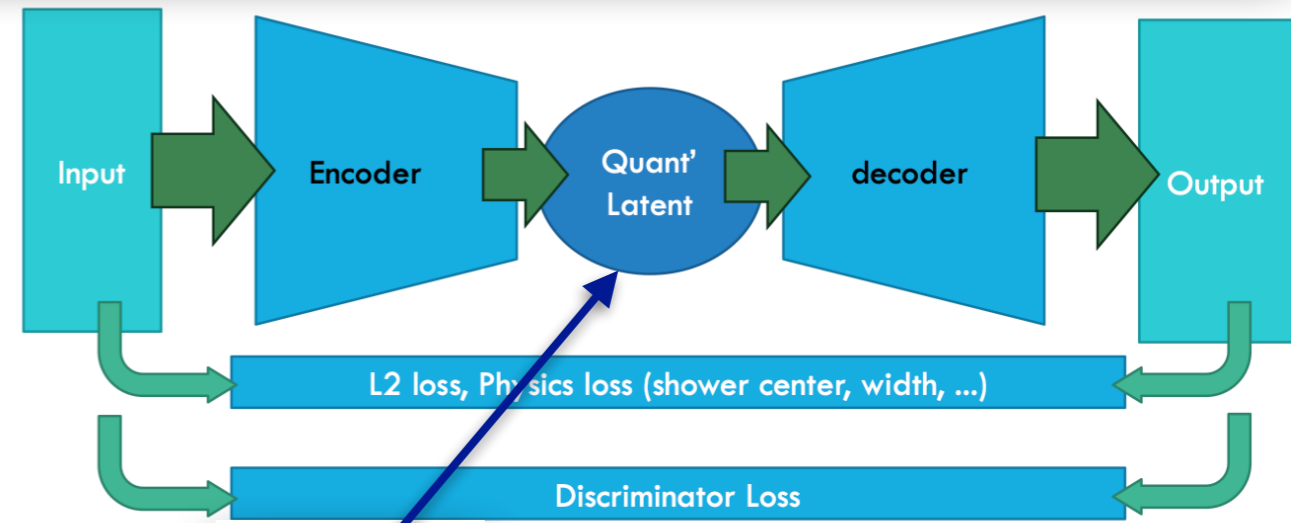 Input
Encoder
Quant’
Latent
decoder
Output
L2 loss, Physics loss (shower center, width, ...)
Discriminator Loss